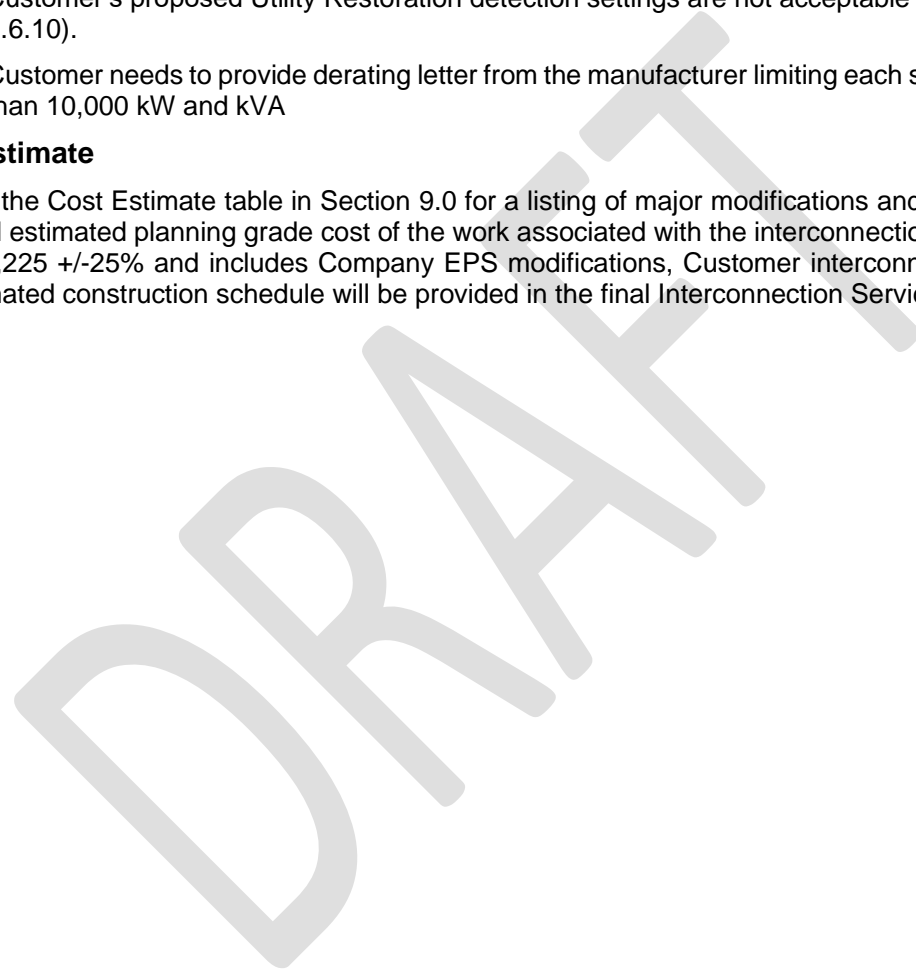 Customer's proposed Utility Restoration detection settings are not acceptable
.6.10).
Customer needs to provide derating letter from the manufacturer limiting each s
han 10,000 kW and kVA
stimate
the Cost Estimate table in Section 9.0 for a listing of major modifications and
estimated planning grade cost of the work associated with the interconnectio
,225 +/-25% and includes Company EPS modifications, Customer interconn
nated construction schedule will be provided in the final Interconnection Servi
DRAFT